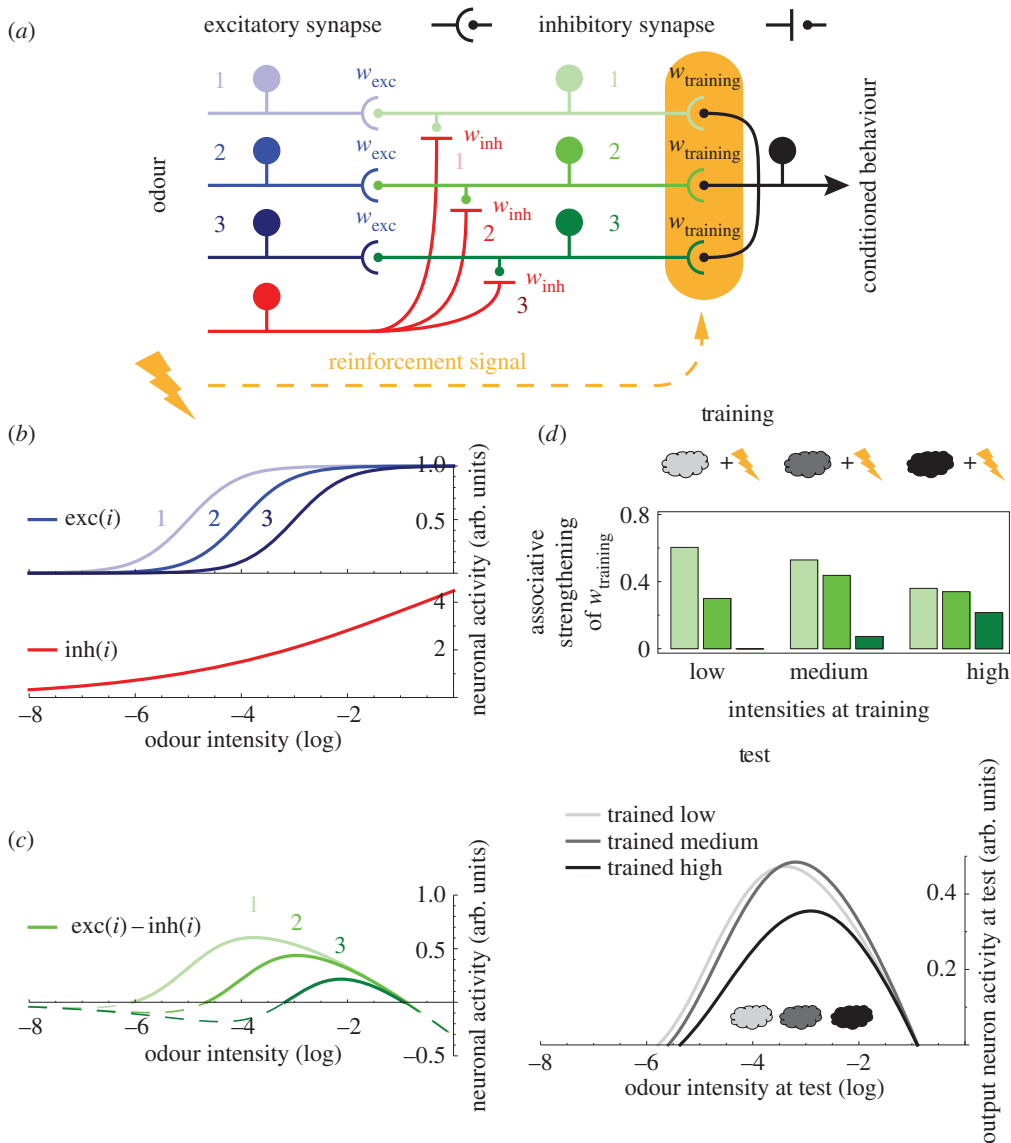 (a)
excitatory synapse
inhibitory synapse
odour
1
w_exc
1
w_training
2
w_exc
w_inh
1
2
w_training
3
w_exc
w_inh
2
3
w_training
w_inh
3
conditioned behaviour
reinforcement signal
(b)
exc(i)
1 2 3
1.0
0.5
inh(i)
4
2
neuronal activity (arb. units)
−8 −6 −4 −2
odour intensity (log)
(c)
exc(i) – inh(i)
1
2
3
1.0
0.5
−0.5
neuronal activity (arb. units)
−8 −6 −4 −2
odour intensity (log)
(d)
training
+ + +
associative
strengthening
of w_training
0.8
0.4
0
low medium high
intensities at training
test
trained low
trained medium
trained high
0.4
0.2
output neuron activity at test (arb. units)
−8 −6 −4 −2
odour intensity at test (log)